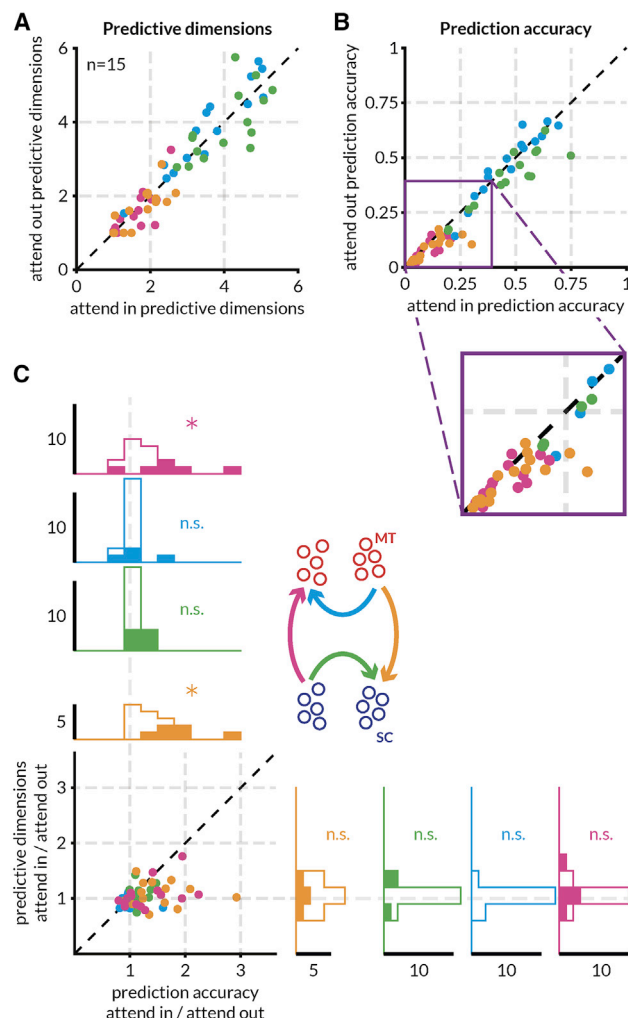 A
Predictive dimensions
6
4
2
0
n=15
attend out predictive dimensions
0
2
4
6
attend in predictive dimensions
B
Prediction accuracy
1
0.75
0.5
0.25
0
attend out prediction accuracy
0
0.25
0.5
0.75
1
attend in prediction accuracy
C
10
*
10
n.s.
10
n.s.
5
*
MT
SC
3
2
1
predictive dimensions
attend in / attend out
1
2
3
prediction accuracy
attend in / attend out
n.s.
n.s.
n.s.
n.s.
5
10
10
10